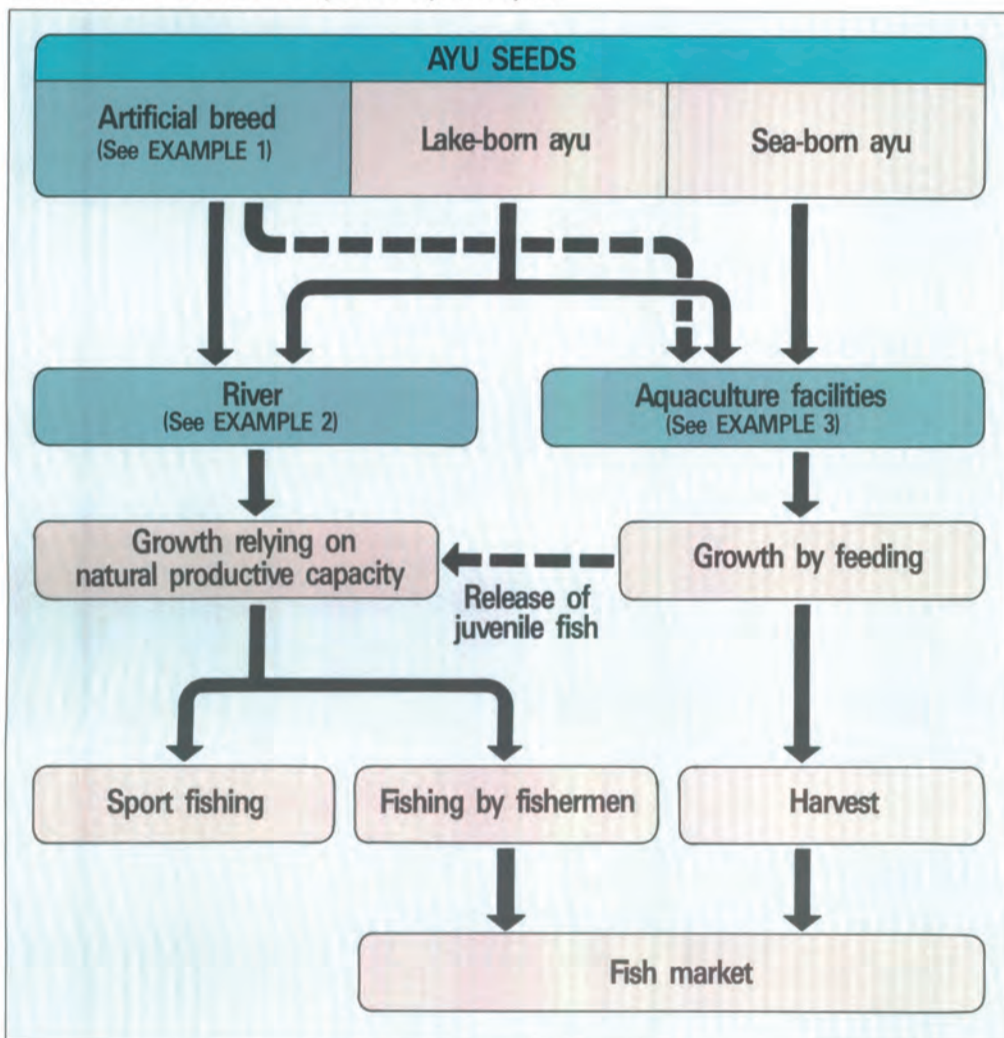 AYU SEEDS
Artificial breed
(See EXAMPLE 1)
Lake-born ayu
Sea-born ayu
River
(See EXAMPLE 2)
Aquaculture facilities
(See EXAMPLE 3)
Growth relying on
natural productive capacity
Growth by feeding
Release of
juvenile fish
Sport fishing
Fishing by fishermen
Harvest
Fish market